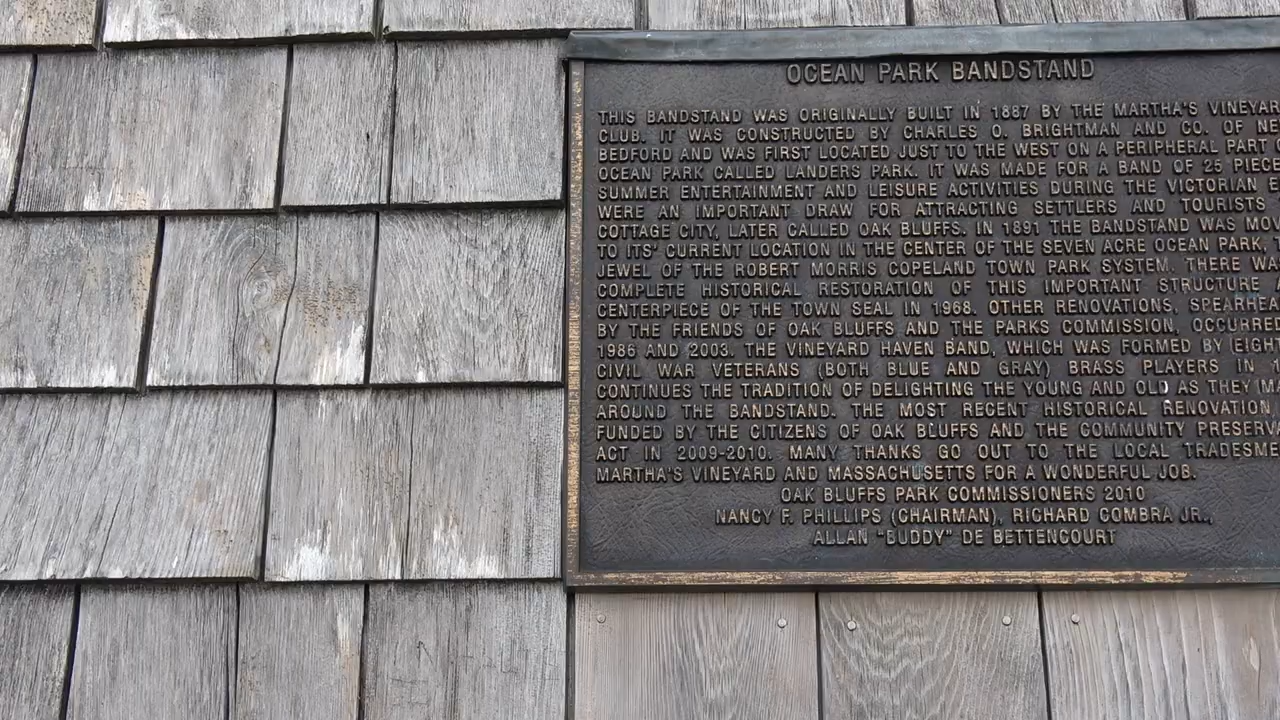 OCEAN PARK BANDSTAND
THIS BANDSTAND WAS ORIGINALLY BUILT IN 1887 BY THE MARTHA'S VINEYAR
CLUB. IT WAS CONSTRUCTED BY CHARLES O. BRIGHTMAN AND CO. OF NE
BEDFORD AND WAS FIRST LOCATED JUST TO THE WEST ON A PERIPHERAL PART
OCEAN PARK CALLED LANDERS PARK. IT WAS MADE FOR A BAND OF 25 PIECE
SUMMER ENTERTAINMENT AND LEISURE ACTIVITIES DURING THE VICTORIAN E
WERE AN IMPORTANT DRAW FOR ATTRACTING SETTLERS AND TOURISTS
COTTAGE CITY, LATER CALLED OAK BLUFFS. IN 1891 THE BANDSTAND WAS MOV
TO ITS' CURRENT LOCATION IN THE CENTER OF THE SEVEN ACRE OCEAN PARK,
JEWEL OF THE ROBERT MORRIS COPELAND TOWN PARK SYSTEM. THERE WA
COMPLETE HISTORICAL RESTORATION OF THIS IMPORTANT STRUCTURE
CENTERPIECE OF THE TOWN SEAL IN 1968. OTHER RENOVATIONS, SPEARHEA
BY THE FRIENDS OF OAK BLUFFS AND THE PARKS COMMISSION, OCCURRED
1986 AND 2003. THE VINEYARD HAVEN BAND, WHICH WAS FORMED BY EIGHT
CIVIL WAR VETERANS (BOTH BLUE AND GRAY) BRASS PLAYERS IN
CONTINUES THE TRADITION OF DELIGHTING THE YOUNG AND OLD AS THEY MA
AROUND THE BANDSTAND. THE MOST RECENT HISTORICAL RENOVATION
FUNDED BY THE CITIZENS OF OAK BLUFFS AND THE COMMUNITY PRESERVA
ACT IN 2009-2010. MANY THANKS GO OUT TO THE LOCAL TRADESME
MARTHA'S VINEYARD AND MASSACHUSETTS FOR A WONDERFUL JOB.
OAK BLUFFS PARK COMMISSIONERS 2010
NANCY F. PHILLIPS (CHAIRMAN), RICHARD COMBRA JR.,
ALLAN "BUDDY" DE BETTENCOURT